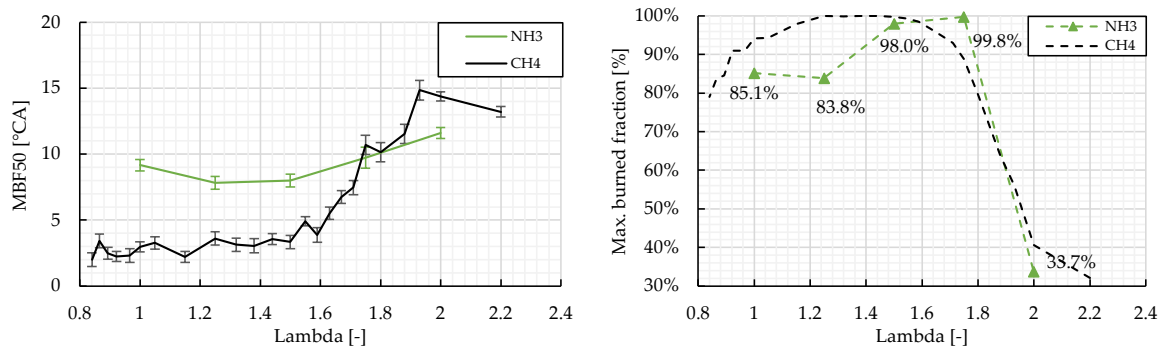 20
15
10
5
0
MBF50 [°CA]
NH3
CH4
0.8 1 1.2 1.4 1.6 1.8 2 2.2 2.4
Lambda [-]
100%
90%
80%
70%
60%
50%
40%
30%
Max. burned fraction [%]
NH3
CH4
85.1%
83.8%
98.0%
99.8%
33.7%
0.8 1 1.2 1.4 1.6 1.8 2 2.2 2.4
Lambda [-]